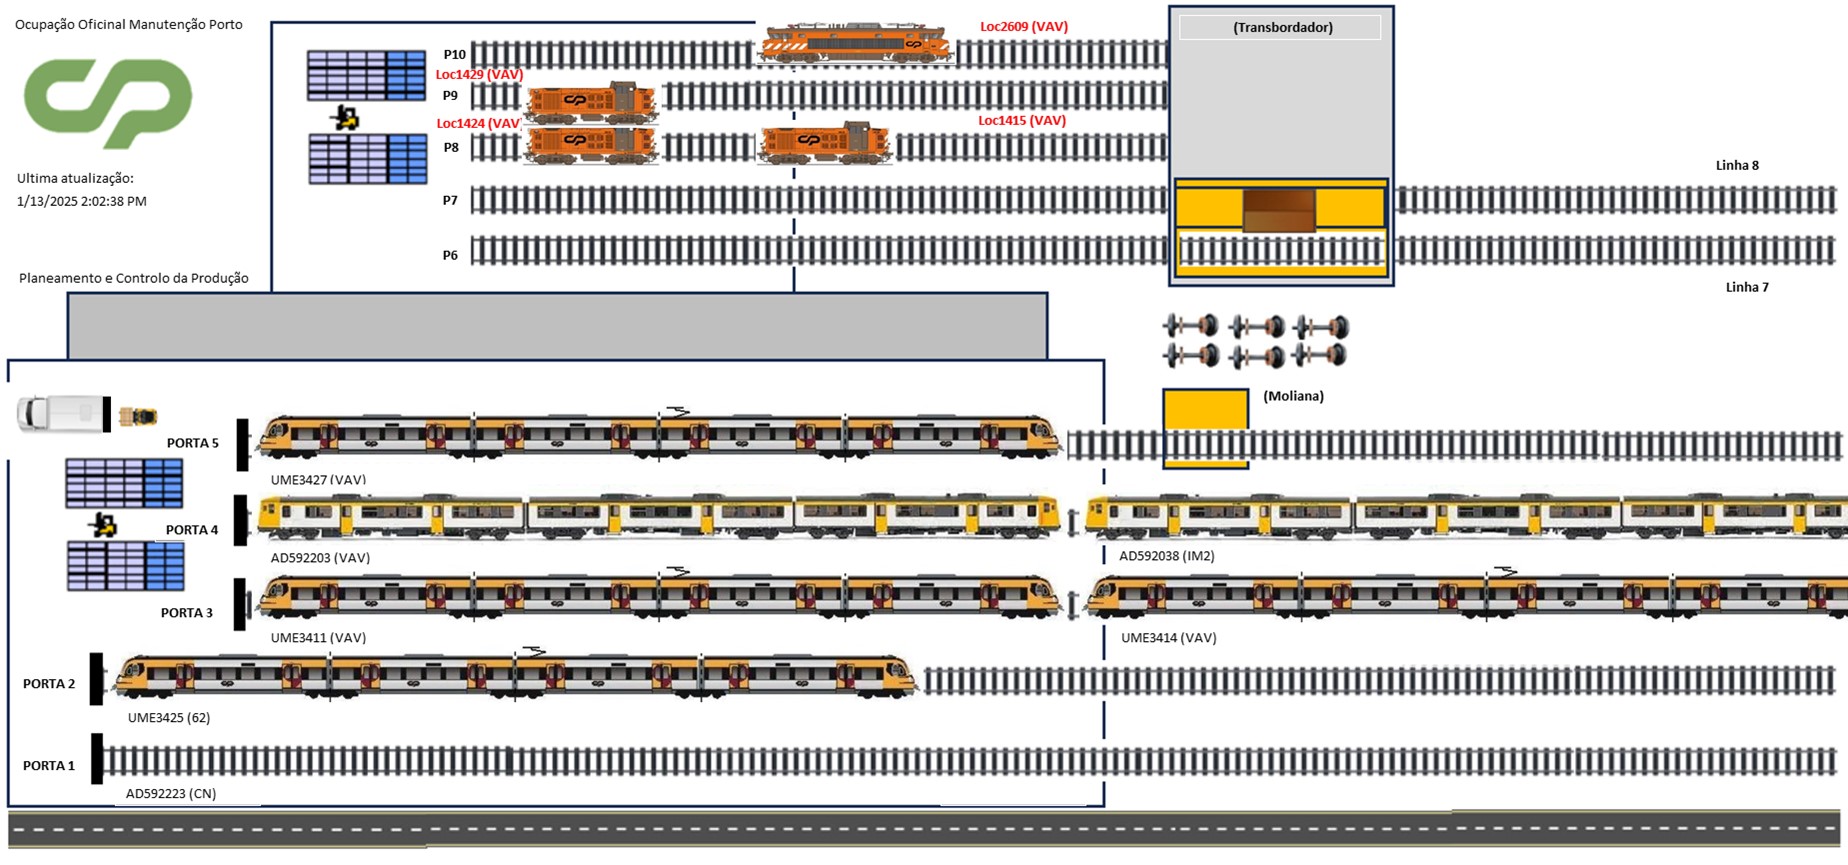 Ocupação Oficinal Manutenção Porto
Loc2609 (VAV)
(Transbordador)
P10
Loc1429 (VAV)
P9
Loc1424 (VAV)
Loc1415 (VAV)
P8
Ultima atualização:
1/13/2025 2:02:38 PM
Linha 8
P7
P6
Planeamento e Controlo da Produção
Linha 7
(Moliana)
PORTA 5
UME3427 (VAV)
PORTA 4
AD592203 (VAV)
AD592038 (IM2)
PORTA 3
UME3411 (VAV)
UME3414 (VAV)
PORTA 2
UME3425 (62)
PORTA 1
AD592223 (CN)